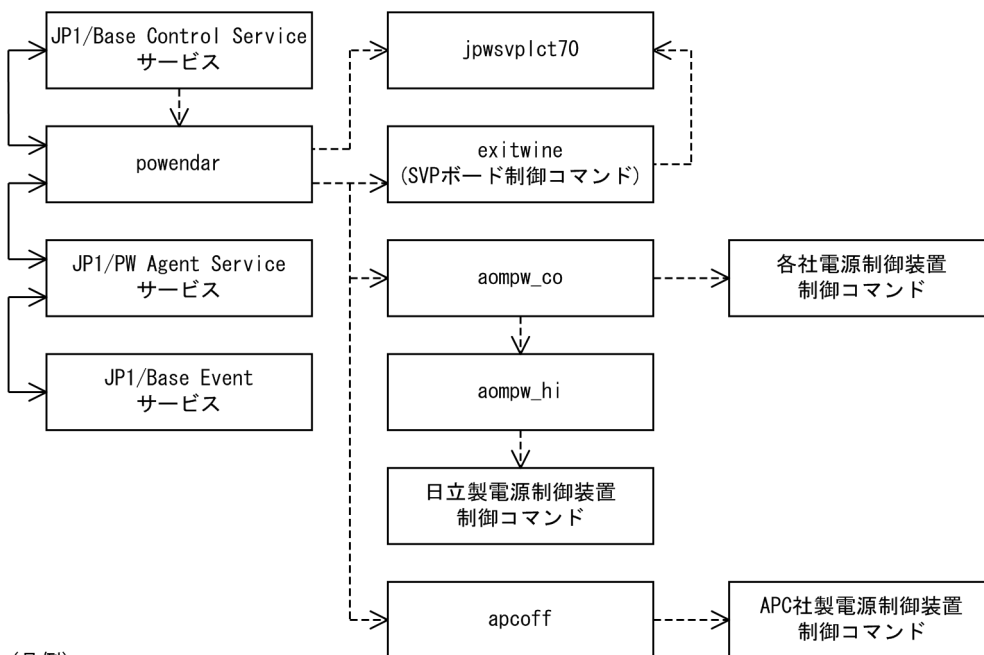 JP1/Base Control Service
サービス
jpwsvplct70
powendar
exitwine
(SVPボード制御コマンド)
JP1/PW Agent Service
サービス
aompw_co
各社電源制御装置
制御コマンド
JP1/Base Event
サービス
aompw_hi
日立製電源制御装置
制御コマンド
apcoff
APC社製電源制御装置
制御コマンド